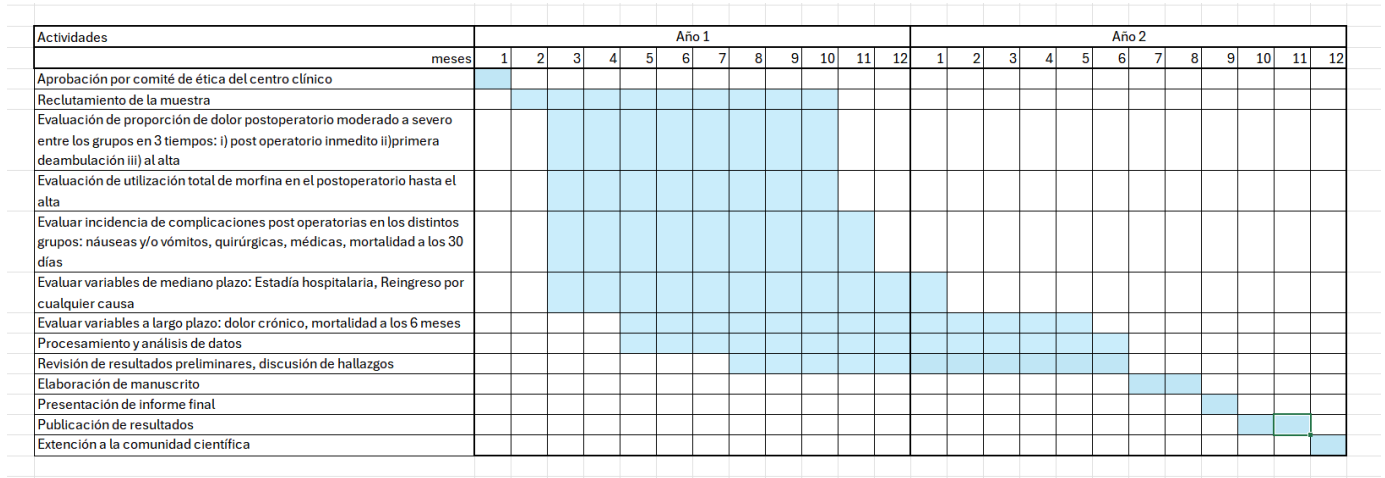 Actividades Año 1 Año 2
meses 1 2 3 4 5 6 7 8 9 10 11 12 1 2 3 4 5 6 7 8 9 10 11 12
Aprobación por comité de ética del centro clínico
Reclutamiento de la muestra
Evaluación de proporción de dolor postoperatorio moderado a severo
entre los grupos en 3 tiempos: i) post operatorio inmedito ii)primera
deambulación iii) al alta
Evaluación de utilización total de morfina en el postoperatorio hasta el
alta
Evaluar incidencia de complicaciones post operatorias en los distintos
grupos: náuseas y/o vómitos, quirúrgicas, médicas, mortalidad a los 30
días
Evaluar variables de mediano plazo: Estadía hospitalaria, Reingreso por
cualquier causa
Evaluar variables a largo plazo: dolor crónico, mortalidad a los 6 meses
Procesamiento y análisis de datos
Revisión de resultados preliminares, discusión de hallazgos
Elaboración de manuscrito
Presentación de informe final
Publicación de resultados
Extención a la comunidad científica